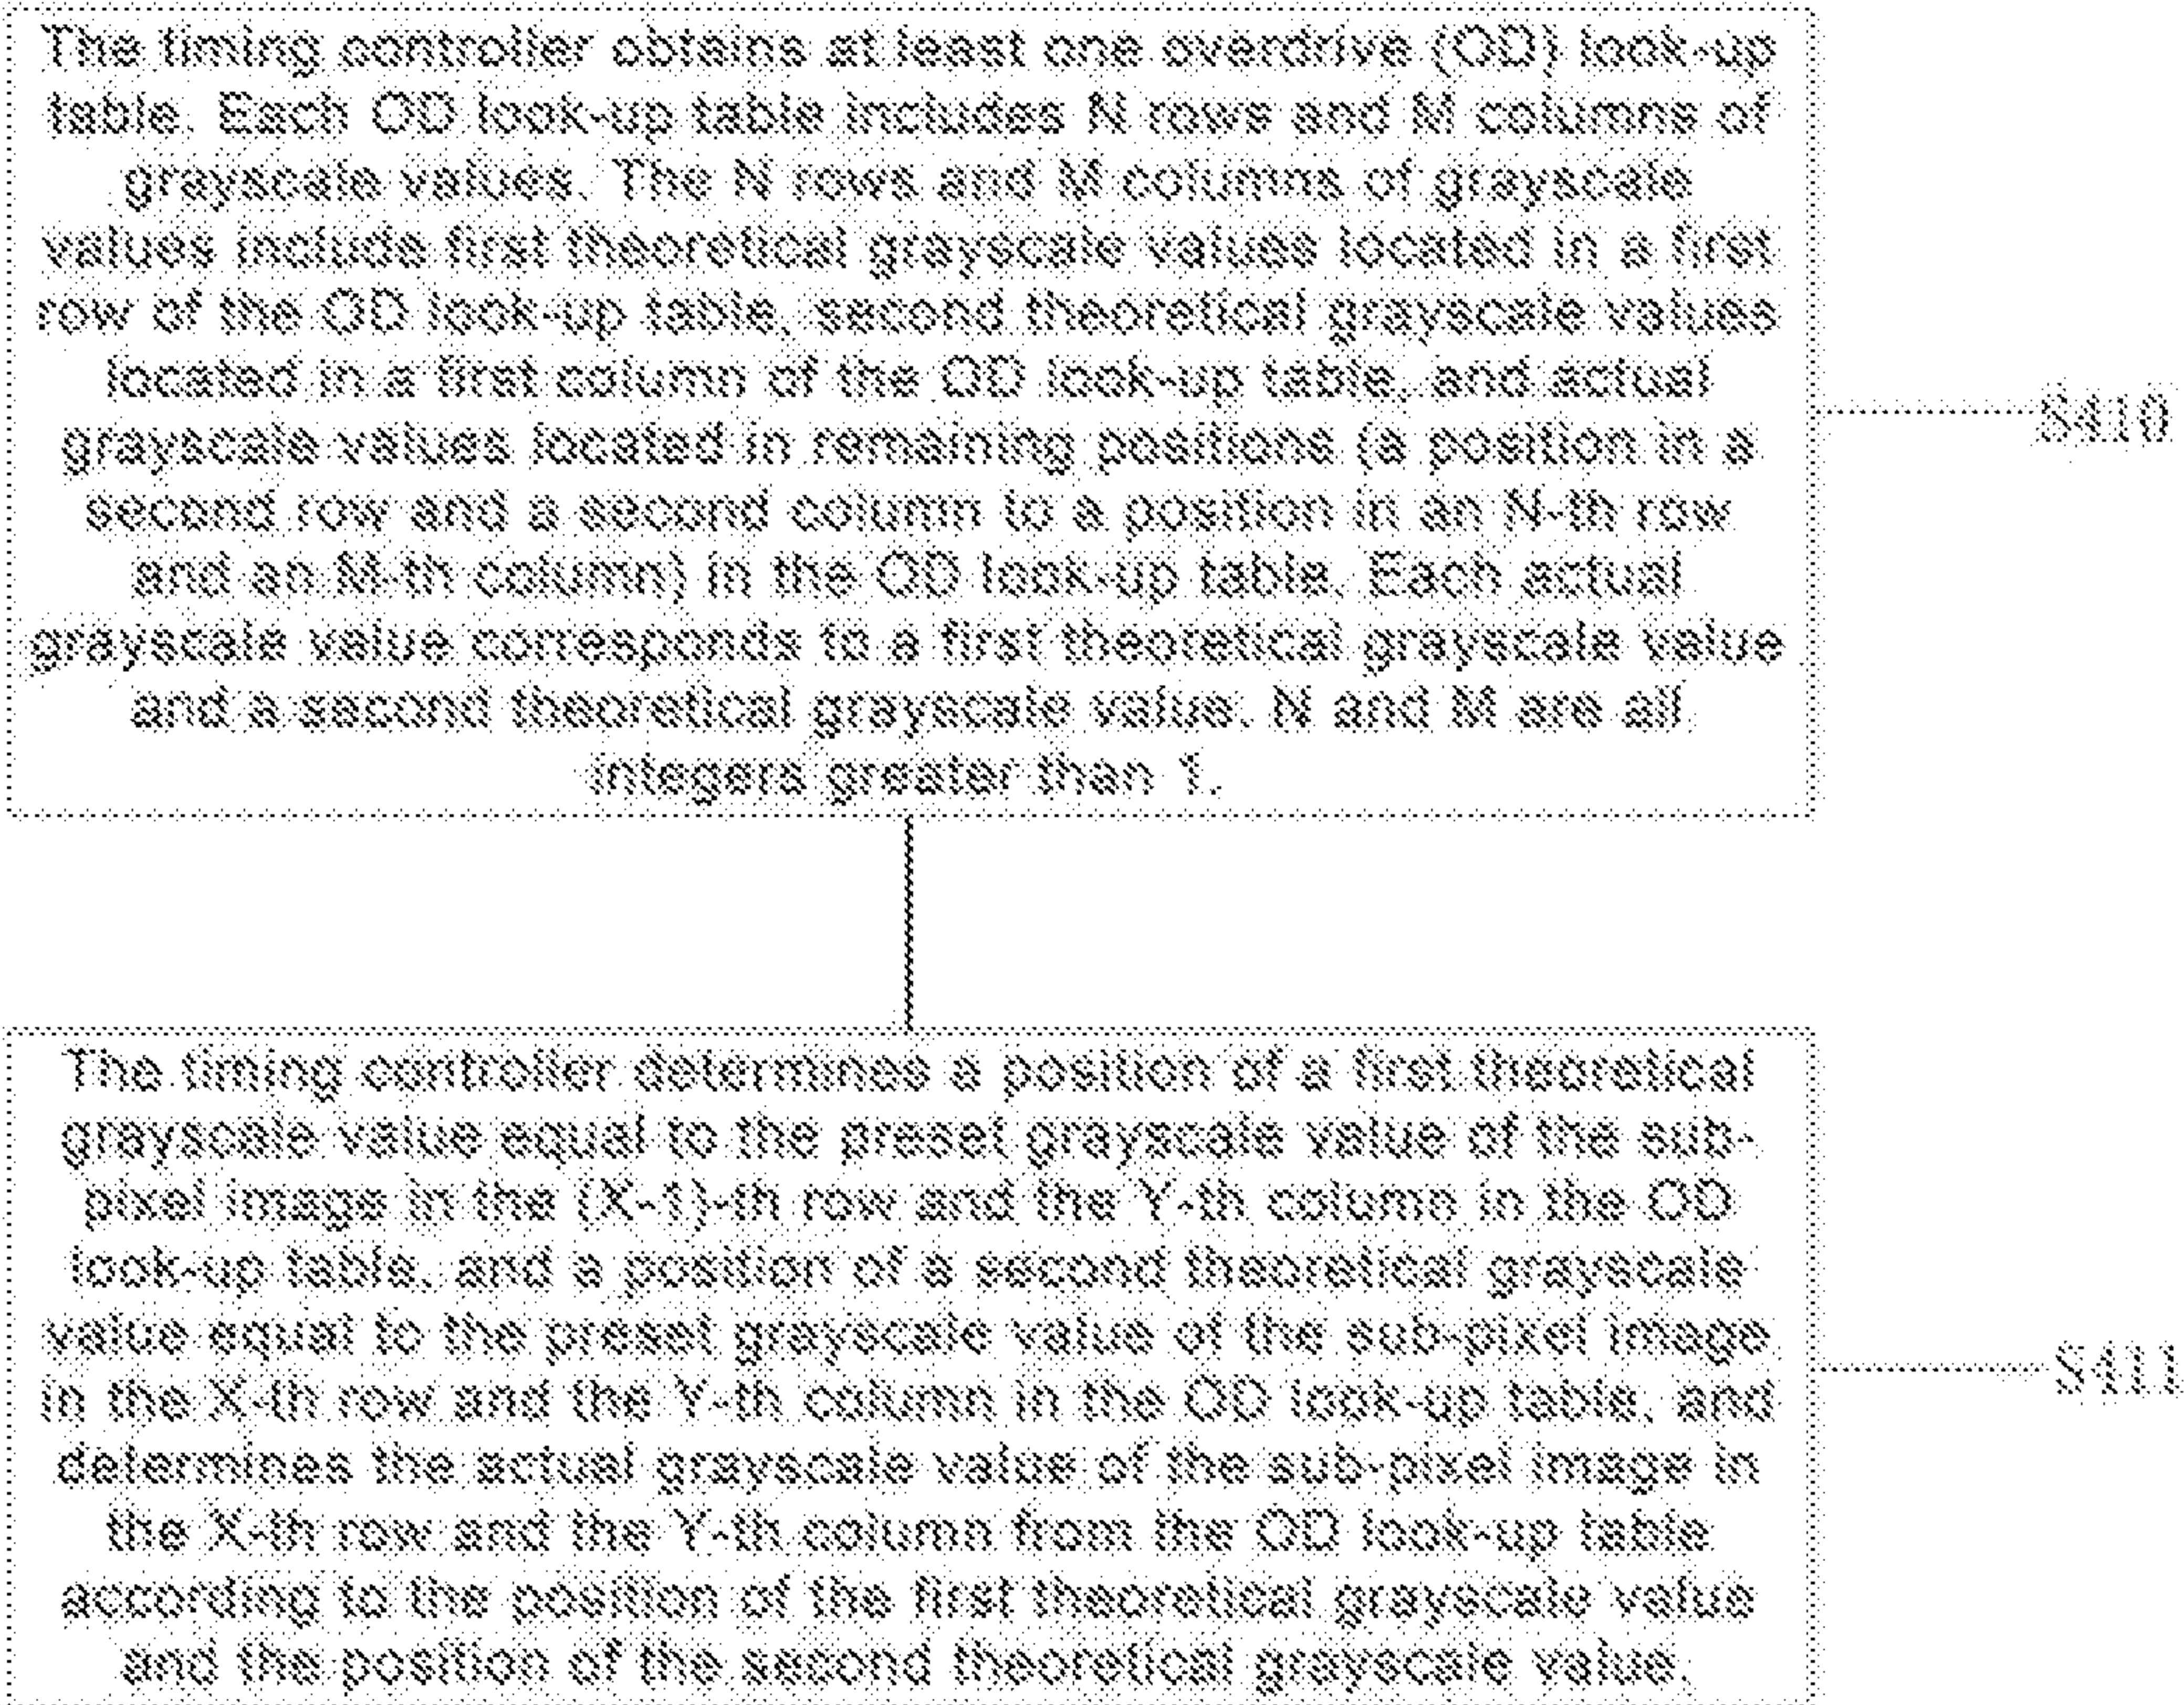 The timing controller obtains at least one overdrive (OD) look-up
table. Each OD look-up table includes N rows and M columns of
grayscale values. The N rows and M columns of grayscale
values include first theoretical grayscale values located in a first
row of the OD look-up table, second theoretical grayscale values
located in a first column of the OD look-up table, and actual
grayscale values located in remaining positions (a position in a
second row and a second column to a position in an N-th row
and an M-th column) in the OD look-up table. Each actual
grayscale value corresponds to a first theoretical grayscale value
and a second theoretical grayscale value. N and M are all
integers greater than 1.
S410
The timing controller determines a position of a first theoretical
grayscale value equal to the preset grayscale value of the sub-
pixel image in the (X-1)-th row and the Y-th column in the OD
look-up table, and a position of a second theoretical grayscale
value equal to the preset grayscale value of the sub-pixel image
in the X-th row and the Y-th column in the OD look-up table, and
determines the actual grayscale value of the sub-pixel image in
the X-th row and the Y-th column from the OD look-up table
according to the position of the first theoretical grayscale value
and the position of the second theoretical grayscale value.
S411